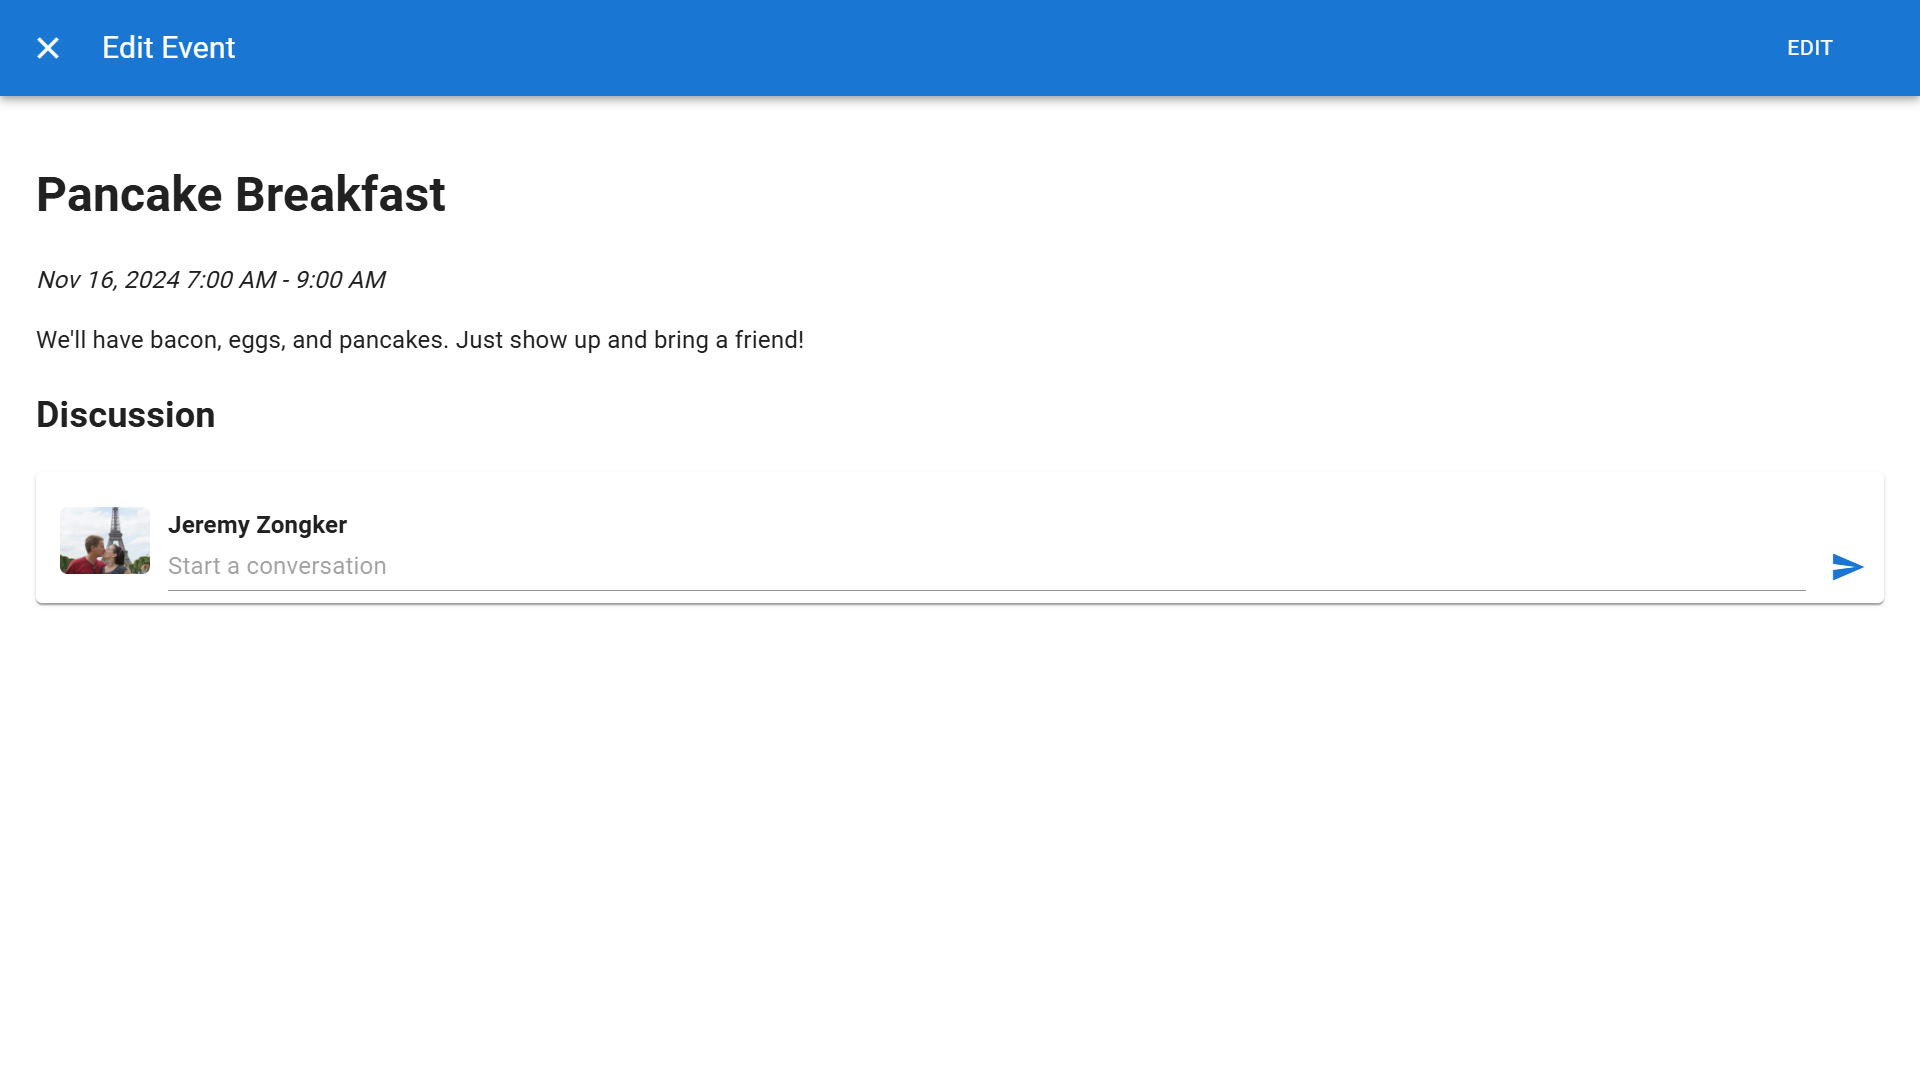 Edit Event
EDIT
Pancake Breakfast
Nov 16, 2024 7:00 AM - 9:00 AM
We'll have bacon, eggs, and pancakes. Just show up and bring a friend!
Discussion
Jeremy Zongker
Start a conversation